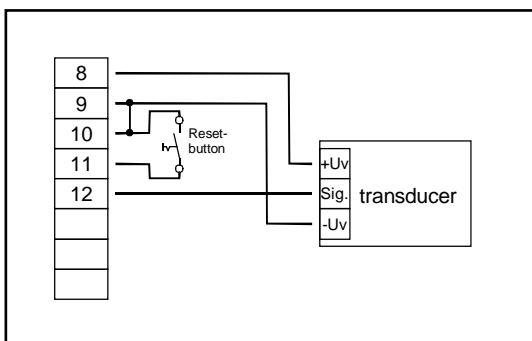 8
9
10
11
12
Reset-
button
+Uv
Sig.
-Uv
transducer